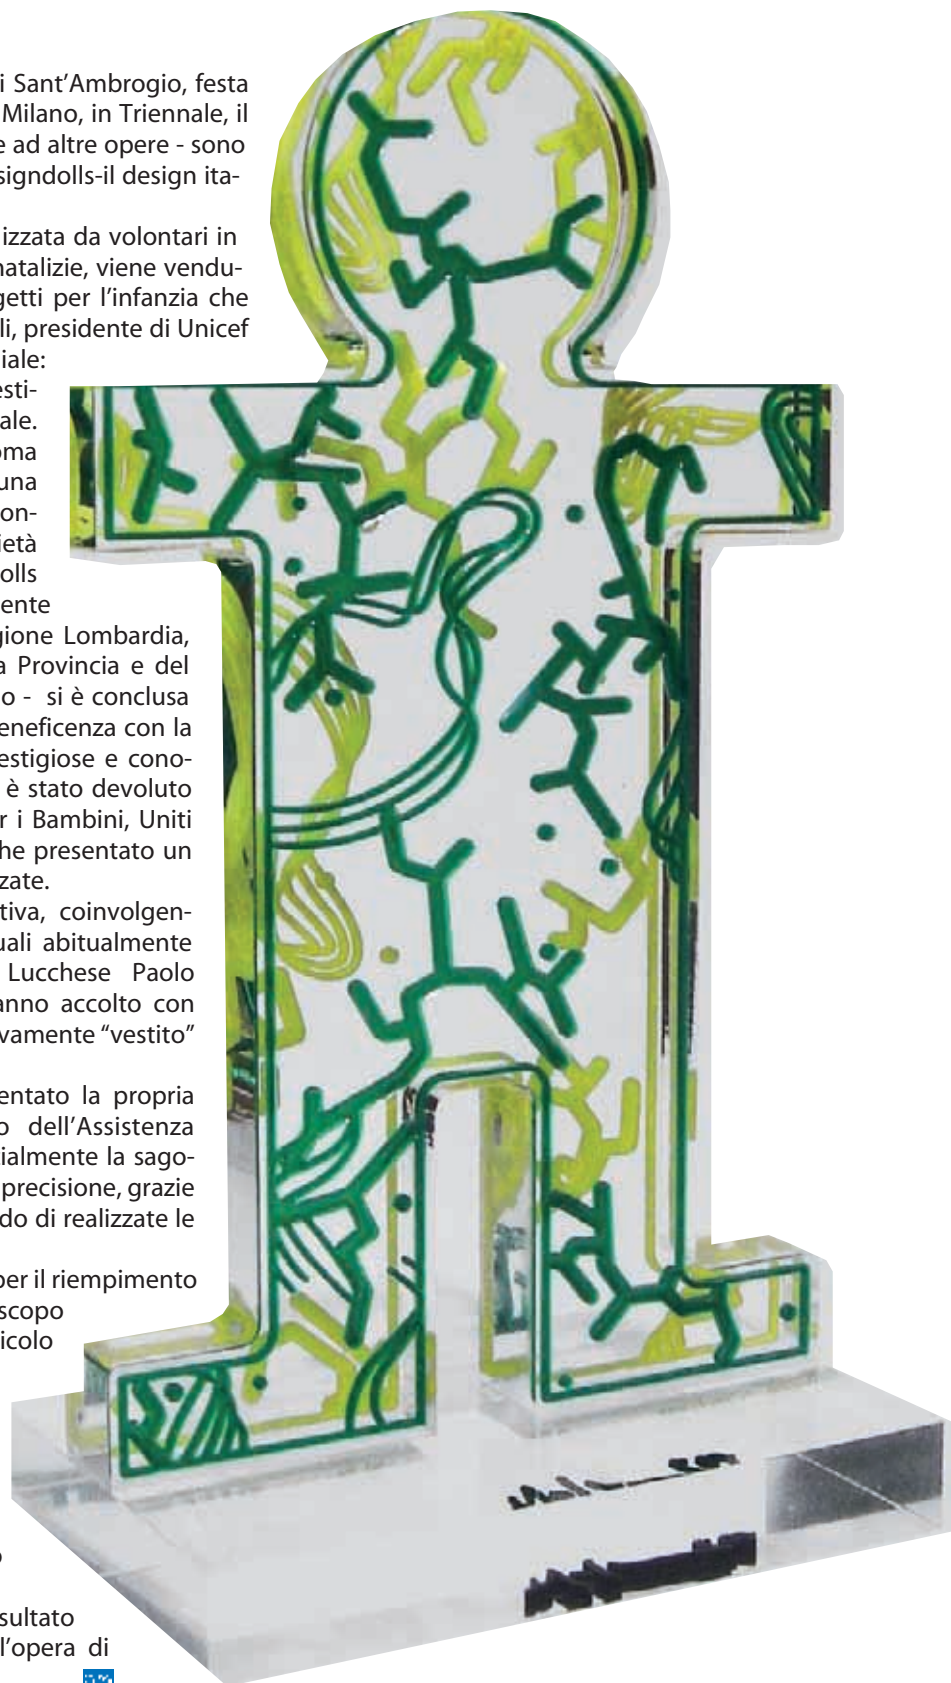 i Sant'Ambrogio, festa
Milano, in Triennale, il
e ad altre opere - sono
signdolls-il design ita-
izzata da volontari in
natalizie, viene vendu-
getti per l'infanzia che
li, presidente di Unicef
iale:
esti-
ale.
oma
una
on-
ietà
olls
ente
gione Lombardia,
a Provincia e del
o - si è conclusa
eneficenza con la
estigiose e cono-
è stato devoluto
r i Bambini, Uniti
he presentato un
zate.
tiva, coinvolgen-
uali abitualmente
Lucchese Paolo
anno accolto con
vamente "vestito"
entato la propria
o dell'Assistenza
cialmente la sago-
precisione, grazie
do di realizzate le
per il riempimento
scopo
icolo
o
sultato
l'opera di